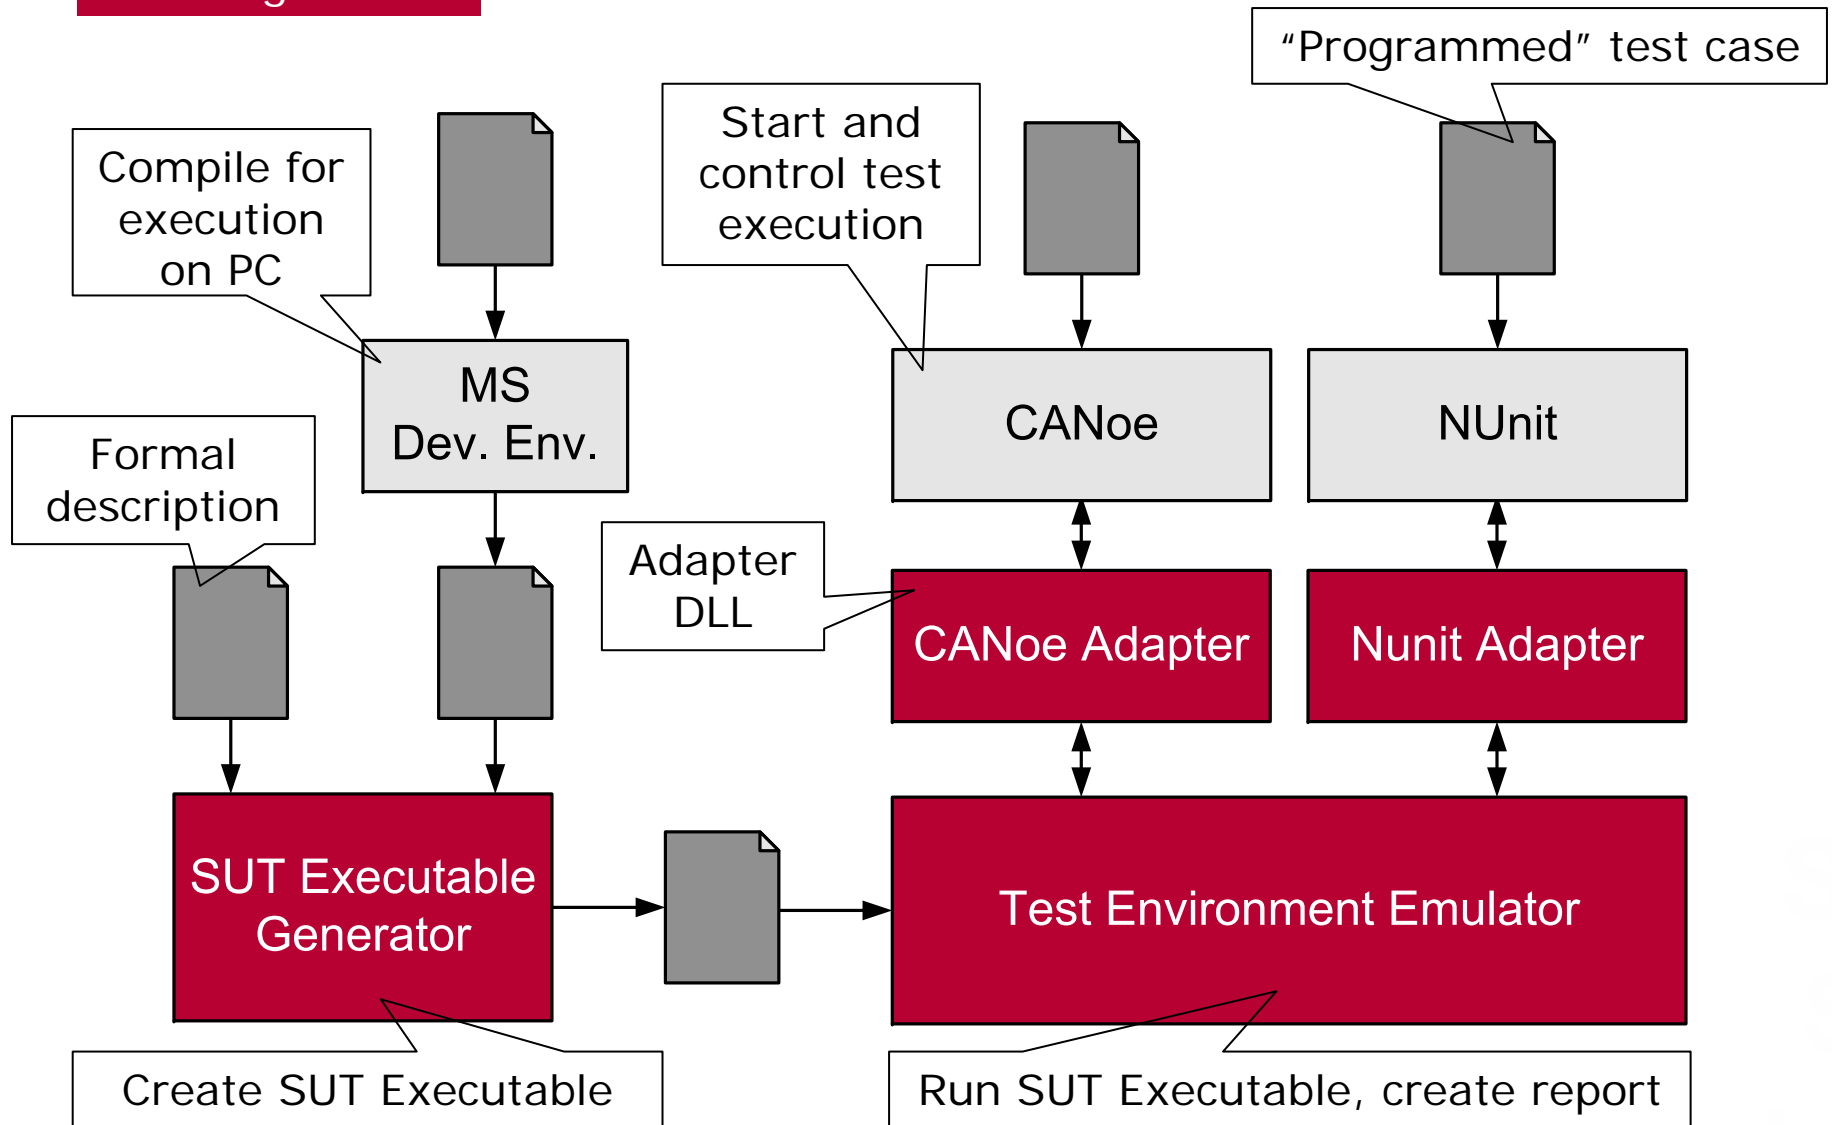 “Programmed” test case
Start and
control test
execution
Compile for
execution
on PC
MS
Dev. Env.
CANoe
NUnit
Formal
description
Adapter
DLL
CANoe Adapter
Nunit Adapter
SUT Executable
Generator
Test Environment Emulator
Create SUT Executable
Run SUT Executable, create report